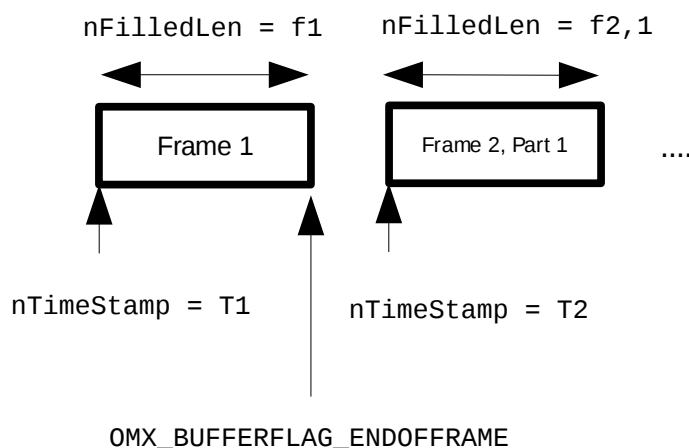 nFilledLen = f1
nFilledLen = f2,1
Frame 1
Frame 2, Part 1
....
nTimeStamp = T1
nTimeStamp = T2
OMX_BUFFERFLAG_ENDOFFRAME